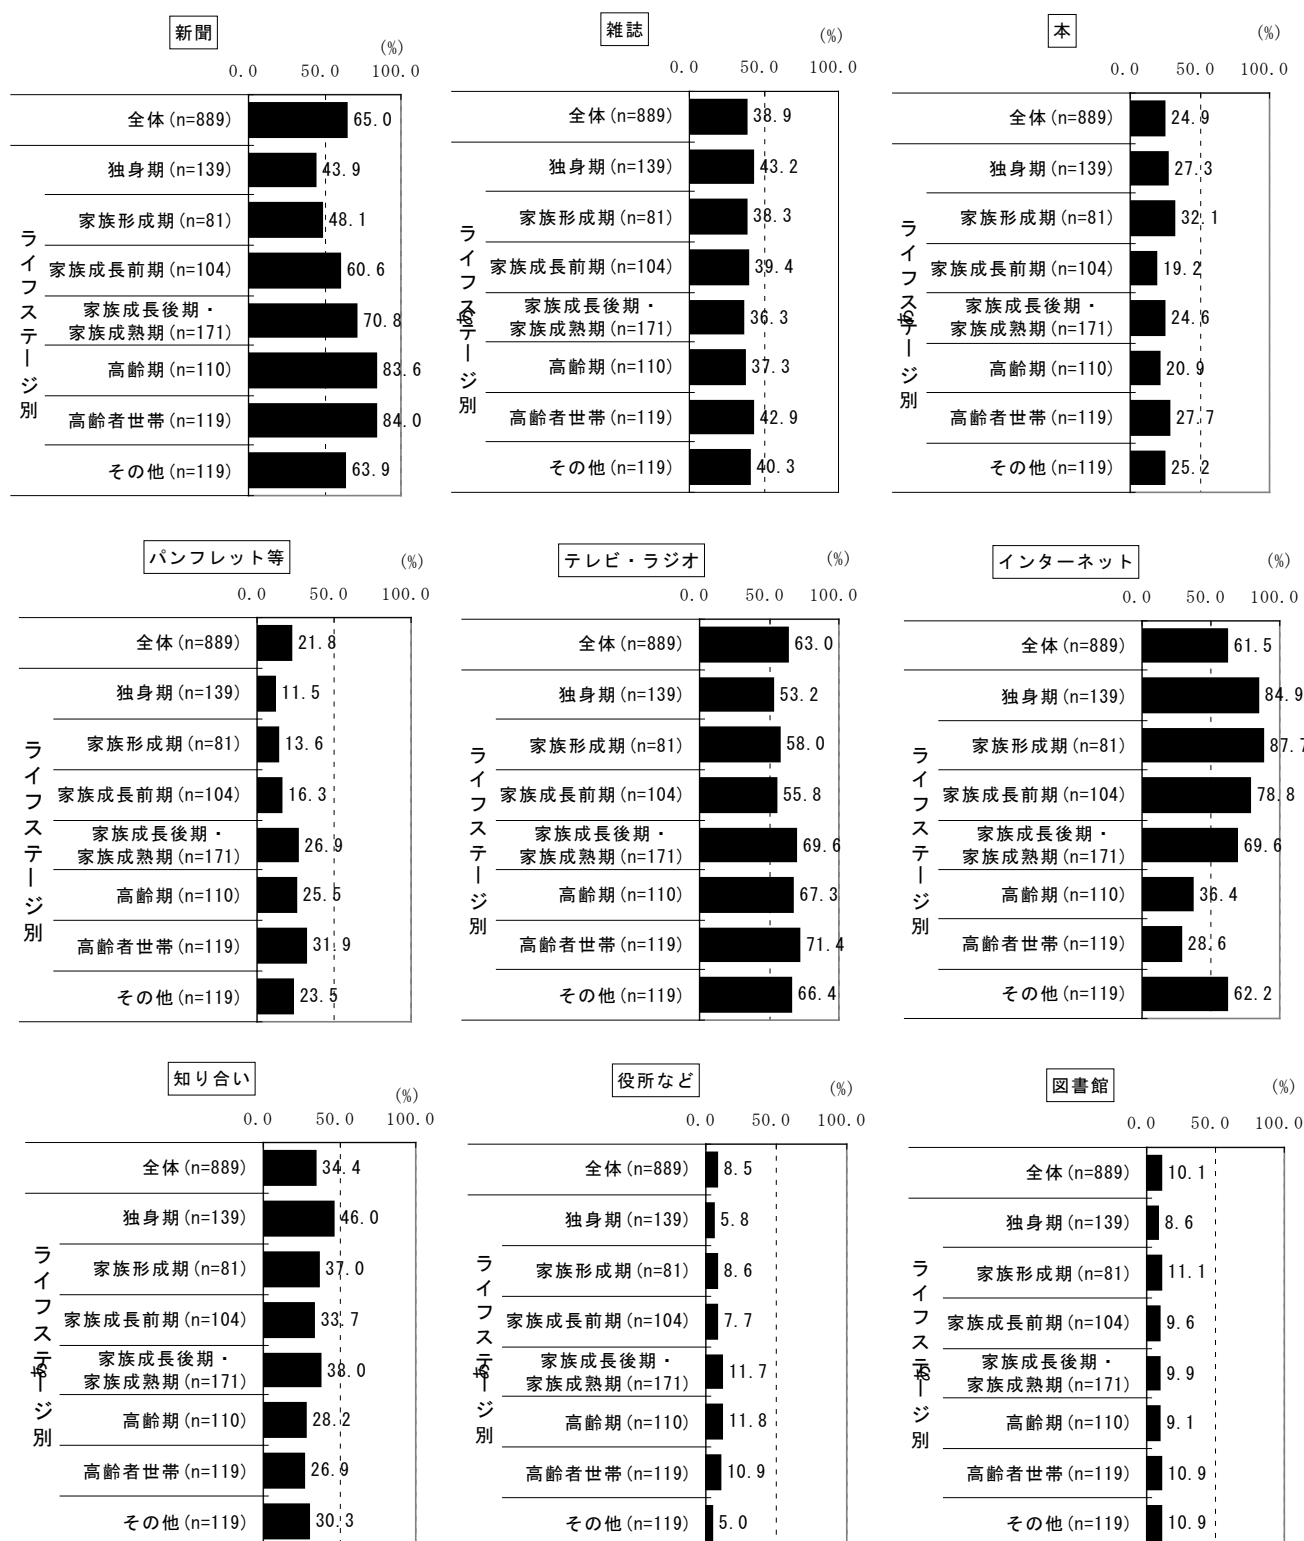 新聞
(%)
0.0 50.0 100.0
全体(n=889) 65.0
独身期(n=139) 43.9
家族形成期(n=81) 48.1
家族成長前期(n=104) 60.6
家族成長後期・
家族成熟期(n=171) 70.8
高齢期(n=110) 83.6
高齢者世帯(n=119) 84.0
その他(n=119) 63.9
ライフステージ別
雑誌
(%)
0.0 50.0 100.0
全体(n=889) 38.9
独身期(n=139) 43.2
家族形成期(n=81) 38.3
家族成長前期(n=104) 39.4
家族成長後期・
家族成熟期(n=171) 36.3
高齢期(n=110) 37.3
高齢者世帯(n=119) 42.9
その他(n=119) 40.3
ライフステージ別
本
(%)
0.0 50.0 100.0
全体(n=889) 24.9
独身期(n=139) 27.3
家族形成期(n=81) 32.1
家族成長前期(n=104) 19.2
家族成長後期・
家族成熟期(n=171) 24.6
高齢期(n=110) 20.9
高齢者世帯(n=119) 27.7
その他(n=119) 25.2
ライフステージ別
パンフレット等
(%)
0.0 50.0 100.0
全体(n=889) 21.8
独身期(n=139) 11.5
家族形成期(n=81) 13.6
家族成長前期(n=104) 16.3
家族成長後期・
家族成熟期(n=171) 26.9
高齢期(n=110) 25.5
高齢者世帯(n=119) 31.9
その他(n=119) 23.5
ライフステージ別
テレビ・ラジオ
(%)
0.0 50.0 100.0
全体(n=889) 63.0
独身期(n=139) 53.2
家族形成期(n=81) 58.0
家族成長前期(n=104) 55.8
家族成長後期・
家族成熟期(n=171) 69.6
高齢期(n=110) 67.3
高齢者世帯(n=119) 71.4
その他(n=119) 66.4
ライフステージ別
インターネット
(%)
0.0 50.0 100.0
全体(n=889) 61.5
独身期(n=139) 84.9
家族形成期(n=81) 87.7
家族成長前期(n=104) 78.8
家族成長後期・
家族成熟期(n=171) 69.6
高齢期(n=110) 36.4
高齢者世帯(n=119) 28.6
その他(n=119) 62.2
ライフステージ別
知り合い
(%)
0.0 50.0 100.0
全体(n=889) 34.4
独身期(n=139) 46.0
家族形成期(n=81) 37.0
家族成長前期(n=104) 33.7
家族成長後期・
家族成熟期(n=171) 38.0
高齢期(n=110) 28.2
高齢者世帯(n=119) 26.9
その他(n=119) 30.3
ライフステージ別
役所など
(%)
0.0 50.0 100.0
全体(n=889) 8.5
独身期(n=139) 5.8
家族形成期(n=81) 8.6
家族成長前期(n=104) 7.7
家族成長後期・
家族成熟期(n=171) 11.7
高齢期(n=110) 11.8
高齢者世帯(n=119) 10.9
その他(n=119) 5.0
ライフステージ別
図書館
(%)
0.0 50.0 100.0
全体(n=889) 10.1
独身期(n=139) 8.6
家族形成期(n=81) 11.1
家族成長前期(n=104) 9.6
家族成長後期・
家族成熟期(n=171) 9.9
高齢期(n=110) 9.1
高齢者世帯(n=119) 10.9
その他(n=119) 10.9
ライフステージ別